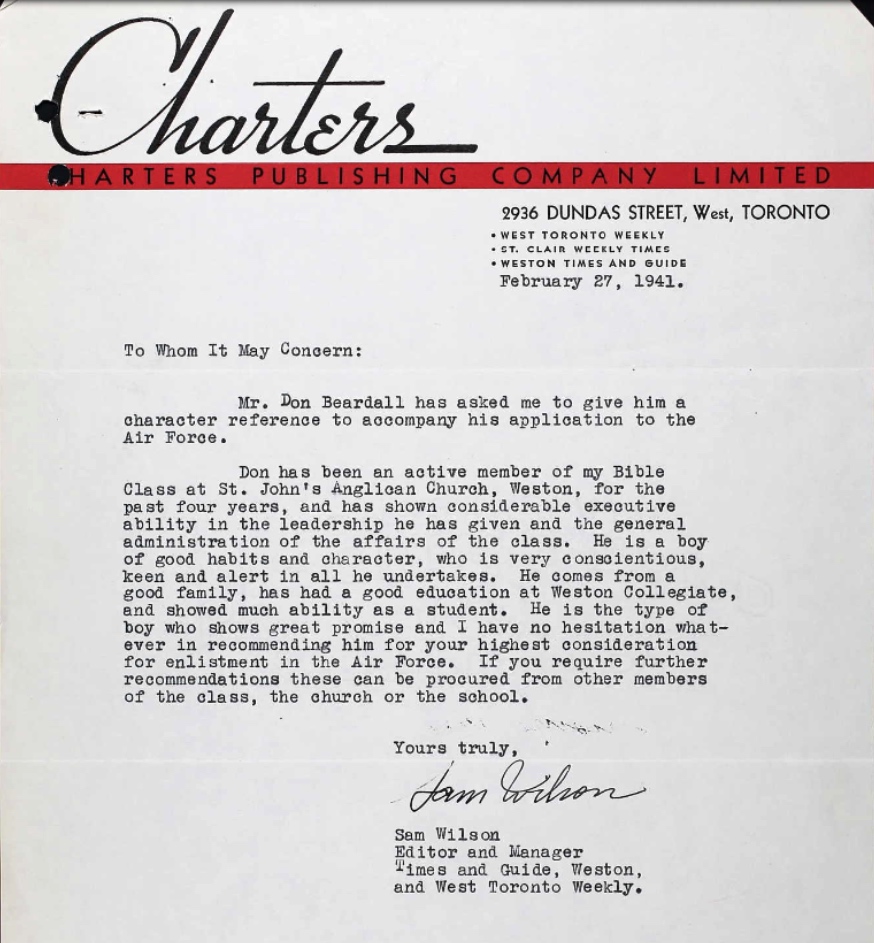 Charters
CHARTERS PUBLISHING COMPANY LIMITED
2936 DUNDAS STREET, West, TORONTO
• WEST TORONTO WEEKLY
• ST. CLAIR WEEKLY TIMES
• WESTON TIMES AND GUIDE
February 27, 1941.
To Whom It May Concern:
Mr. Don Beardall has asked me to give him a
character reference to accompany his application to the
Air Force.
Don has been an active member of my Bible
Class at St. John's Anglican Church, Weston, for the
past four years, and has shown considerable executive
ability in the leadership he has given and the general
administration of the affairs of the class. He is a boy
of good habits and character, who is very conscientious,
keen and alert in all he undertakes. He comes from a
good family, has had a good education at Weston Collegiate,
and showed much ability as a student. He is the type of
boy who shows great promise and I have no hesitation what-
ever in recommending him for your highest consideration
for enlistment in the Air Force. If you require further
recommendations these can be procured from other members
of the class, the church or the school.
Yours truly,
Sam Wilson
Sam Wilson
Editor and Manager
Times and Guide, Weston,
and West Toronto Weekly.